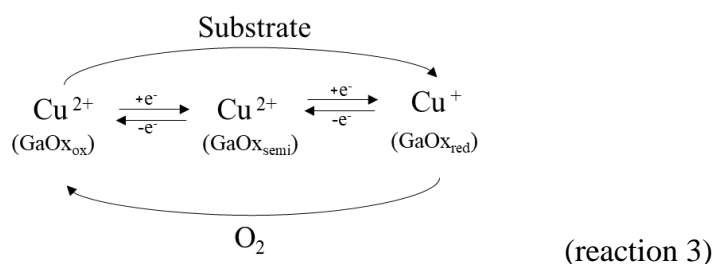 Substrate
Cu 2+ +e- Cu 2+ +e- Cu +
-e- -e-
(GaOxox) (GaOxsemi) (GaOxred)
O2
(reaction 3)